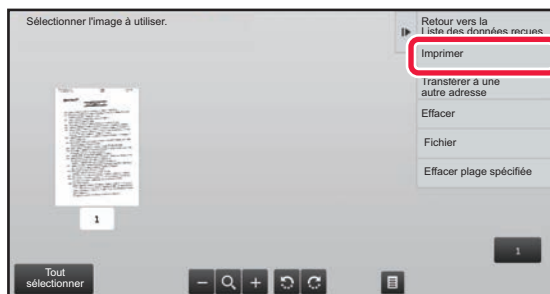 Sélectionner l'image à utiliser.
Retour vers la
Liste des données reçues
Imprimer
Transférer à une
autre adresse
Effacer
Fichier
Effacer plage spécifiée
1
1
Tout
sélectionner